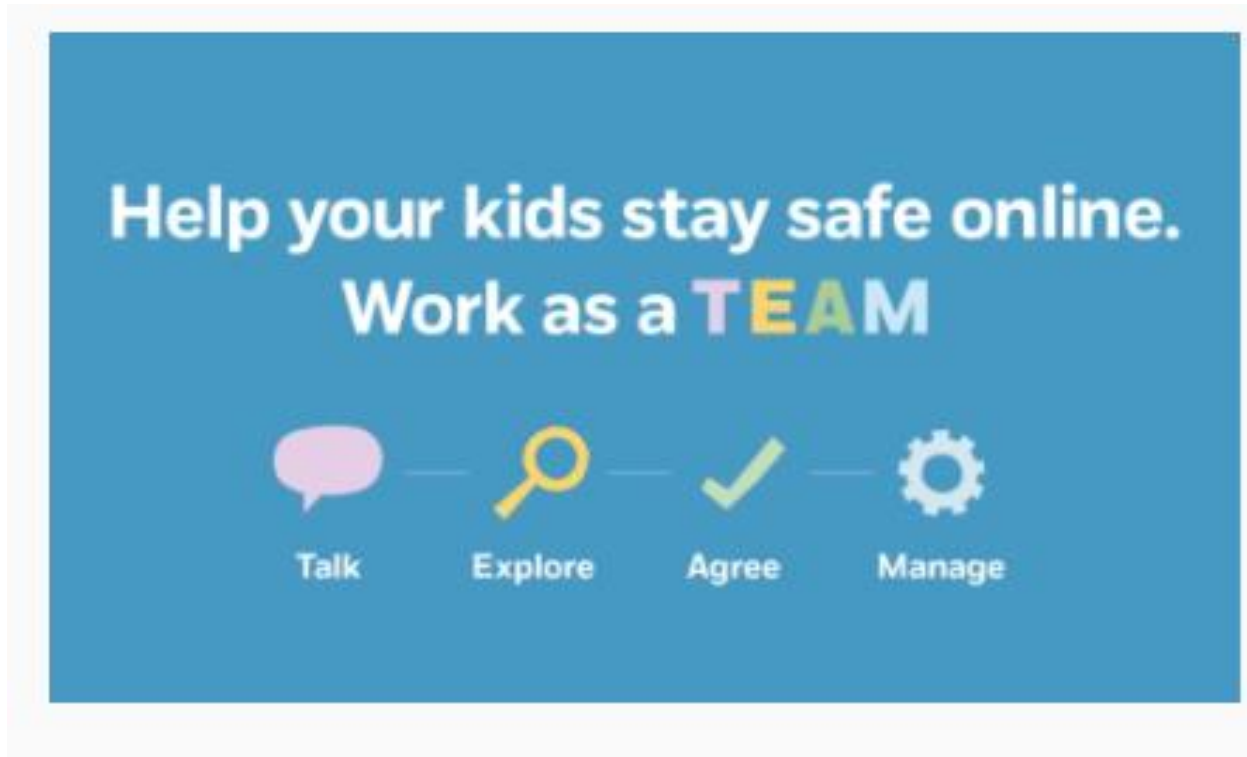 Help your kids stay safe online.
Work as a TEAM
Talk
Explore
Agree
Manage